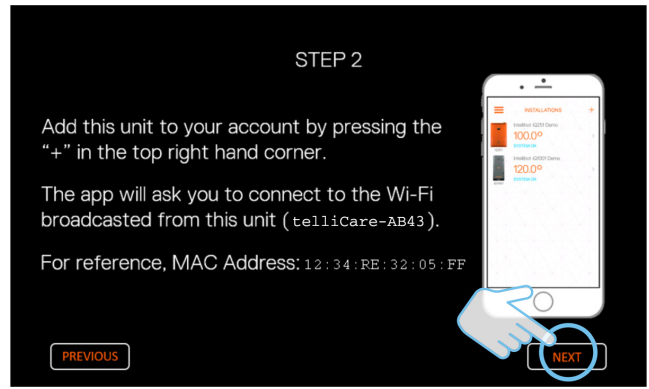 STEP 2
Add this unit to your account by pressing the
“+” in the top right hand corner.
The app will ask you to connect to the Wi-Fi
broadcasted from this unit (telliCare-AB43).
For reference, MAC Address: 12:34:RE:32:05:FF
INSTALLATIONS +
100.0°
120.0°
PREVIOUS
NEXT